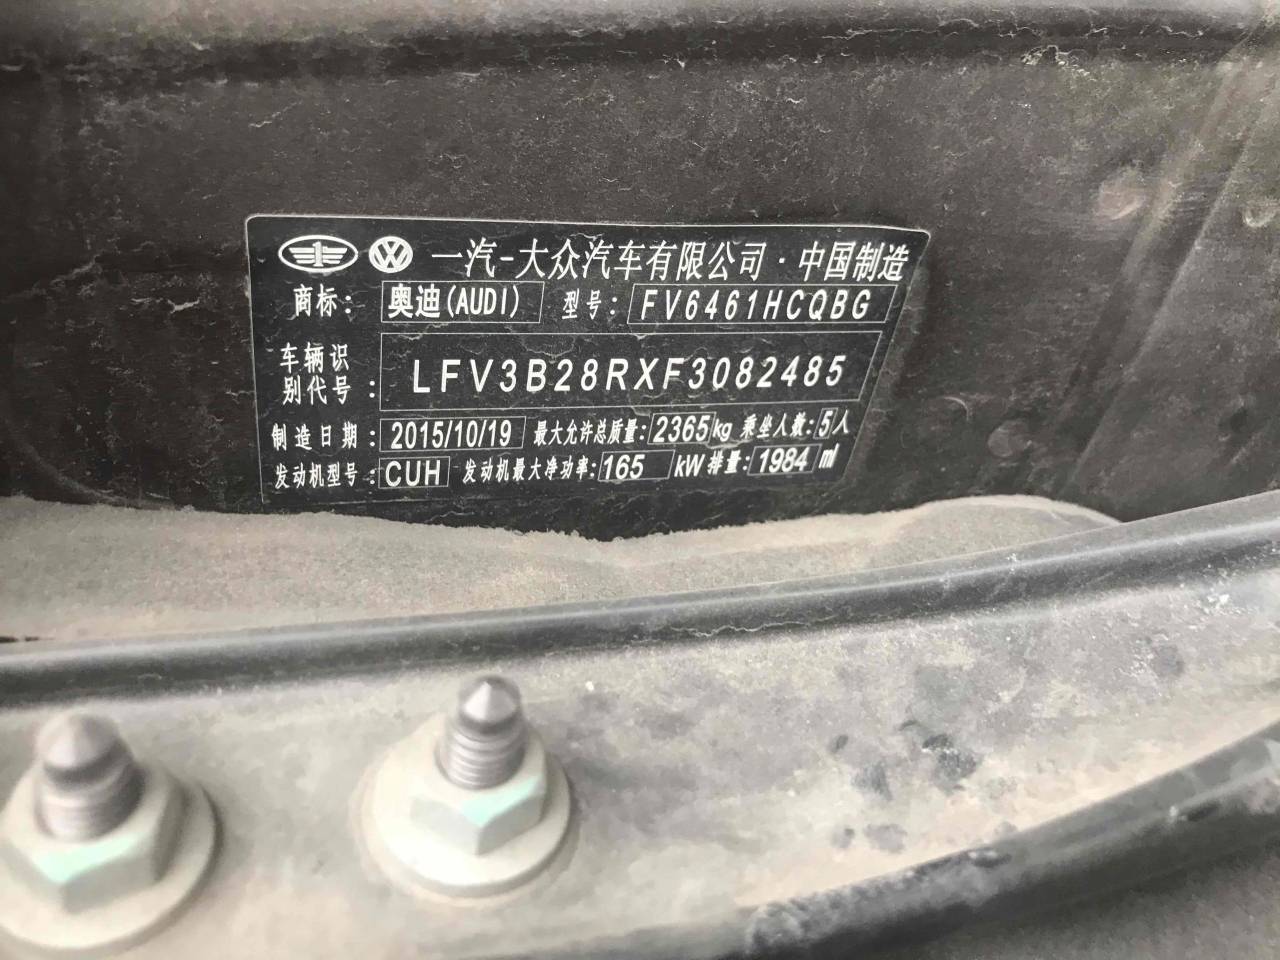 一汽-大众汽车有限公司·中国制造
商标: 奥迪(AUDI) 型号: FV6461HCQBG
车辆识
别代号: LFV3B28RXF3082485
制造日期: 2015/10/19 最大允许总质量: 2365kg 乘坐人数: 5人
发动机型号: CUH 发动机最大净功率: 165 kW 排量: 1984 ml